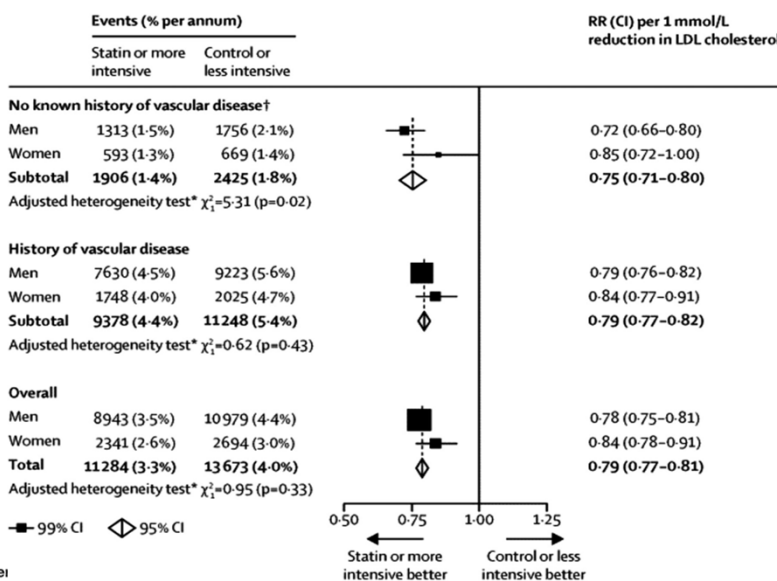 Events (% per annum)
RR (CI) per 1 mmol/L
reduction in LDL cholesterol
Statin or more
intensive
Control or
less intensive
No known history of vascular disease†
Men 1313 (1·5%) 1756 (2·1%) 0·72 (0·66–0·80)
Women 593 (1·3%) 669 (1·4%) 0·85 (0·72–1·00)
Subtotal 1906 (1·4%) 2425 (1·8%) 0·75 (0·71–0·80)
Adjusted heterogeneity test* χ²₁=5·31 (p=0·02)
History of vascular disease
Men 7630 (4·5%) 9223 (5·6%) 0·79 (0·76–0·82)
Women 1748 (4·0%) 2025 (4·7%) 0·84 (0·77–0·91)
Subtotal 9378 (4·4%) 11248 (5·4%) 0·79 (0·77–0·82)
Adjusted heterogeneity test* χ²₁=0·62 (p=0·43)
Overall
Men 8943 (3·5%) 10979 (4·4%) 0·78 (0·75–0·81)
Women 2341 (2·6%) 2694 (3·0%) 0·84 (0·78–0·91)
Total 11284 (3·3%) 13673 (4·0%) 0·79 (0·77–0·81)
Adjusted heterogeneity test* χ²₁=0·95 (p=0·33)
0·50 0·75 1·00 1·25
99% CI 95% CI
Statin or more
intensive better
Control or less
intensive better